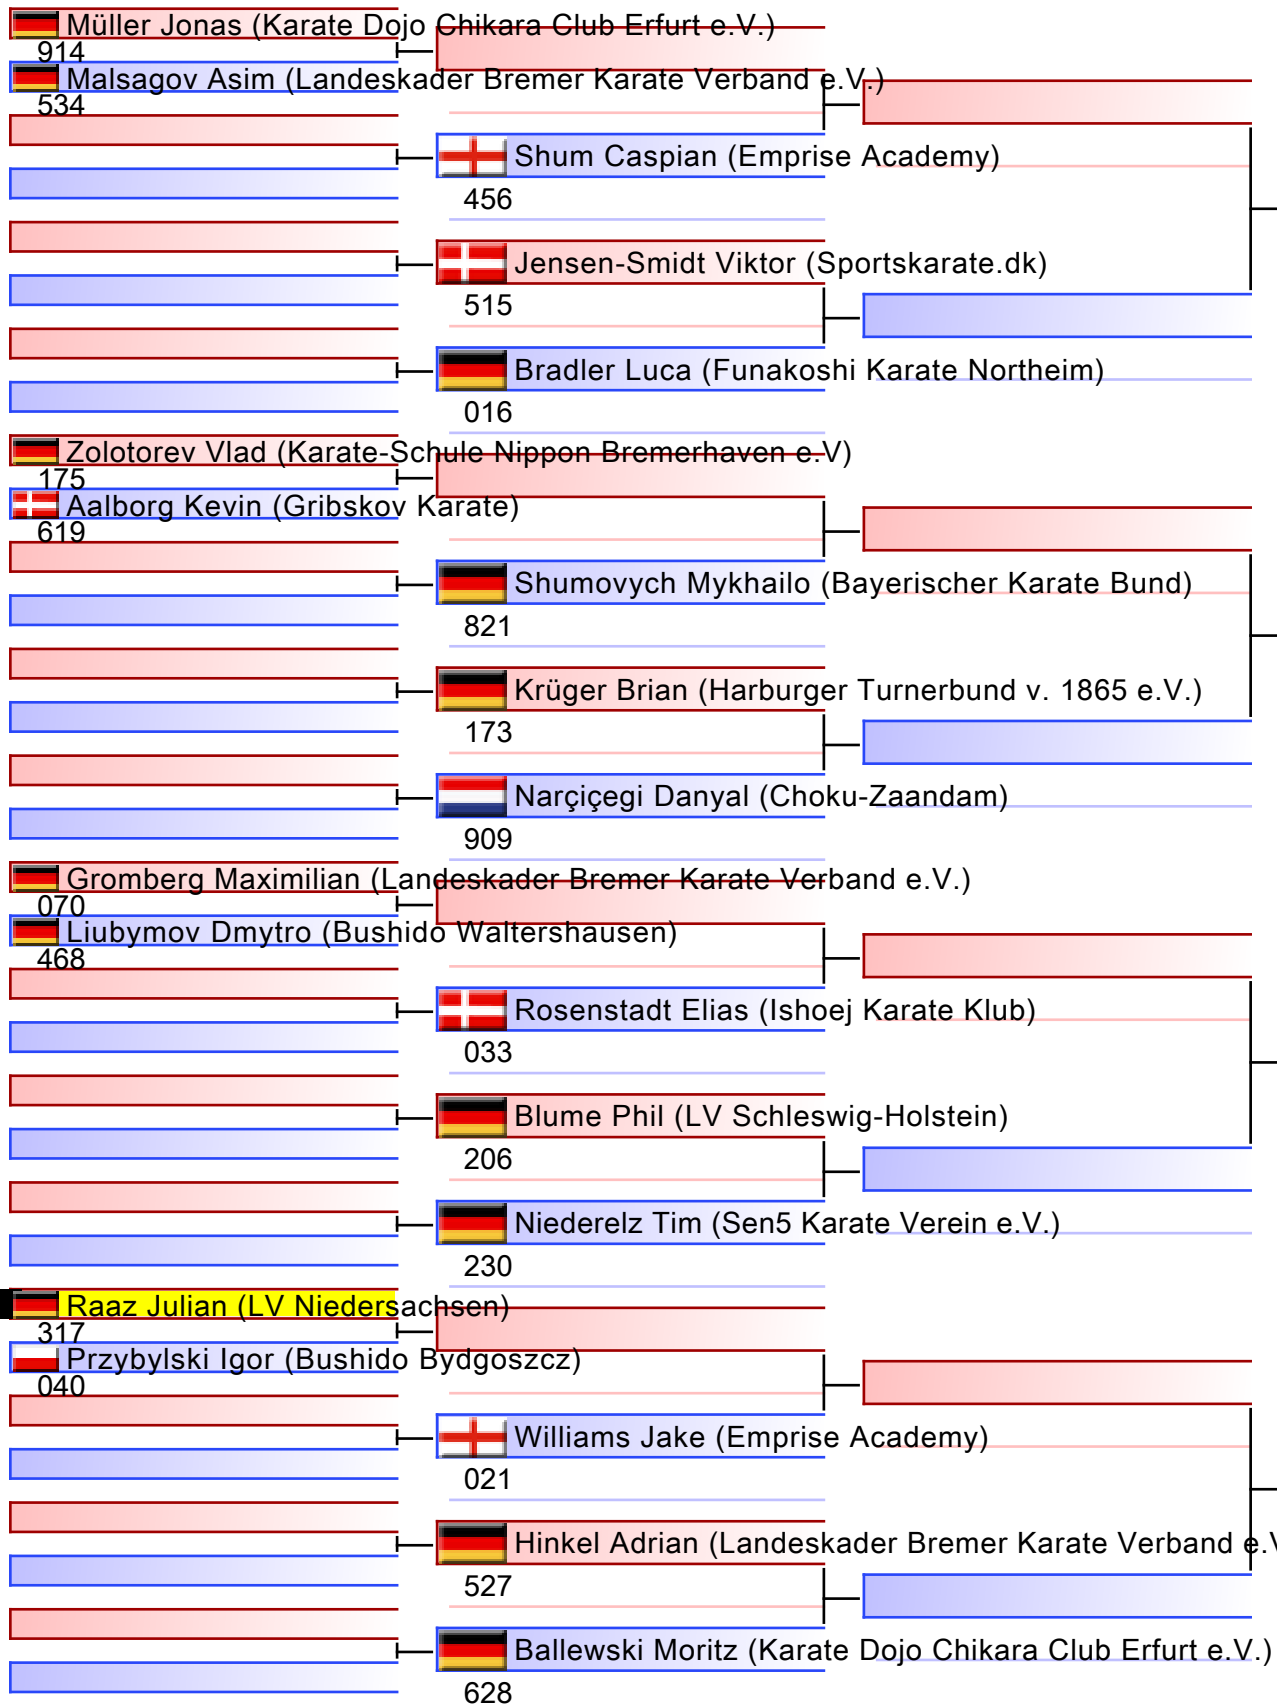 Müller Jonas (Karate Dojo Chikara Club Erfurt e.V.)
914
Malsagov Asim (Landeskader Bremer Karate Verband e.V.)
534
Shum Caspian (Emprise Academy)
456
Jensen-Smidt Viktor (Sportskarate.dk)
515
Bradler Luca (Funakoshi Karate Northeim)
016
Zolotorev Vlad (Karate-Schule Nippon Bremerhaven e.V)
175
Aalborg Kevin (Gribskov Karate)
619
Shumovych Mykhailo (Bayerischer Karate Bund)
821
Krüger Brian (Harburger Turnerbund v. 1865 e.V.)
173
Narçiçegi Danyal (Choku-Zaandam)
909
Gromberg Maximilian (Landeskader Bremer Karate Verband e.V.)
070
Liubymov Dmytro (Bushido Waltershausen)
468
Rosenstadt Elias (Ishoej Karate Klub)
033
Blume Phil (LV Schleswig-Holstein)
206
Niederelz Tim (Sen5 Karate Verein e.V.)
230
Raaz Julian (LV Niedersachsen)
317
Przybylski Igor (Bushido Bydgoszcz)
040
Williams Jake (Emprise Academy)
021
Hinkel Adrian (Landeskader Bremer Karate Verband e.V
527
Ballewski Moritz (Karate Dojo Chikara Club Erfurt e.V.)
628